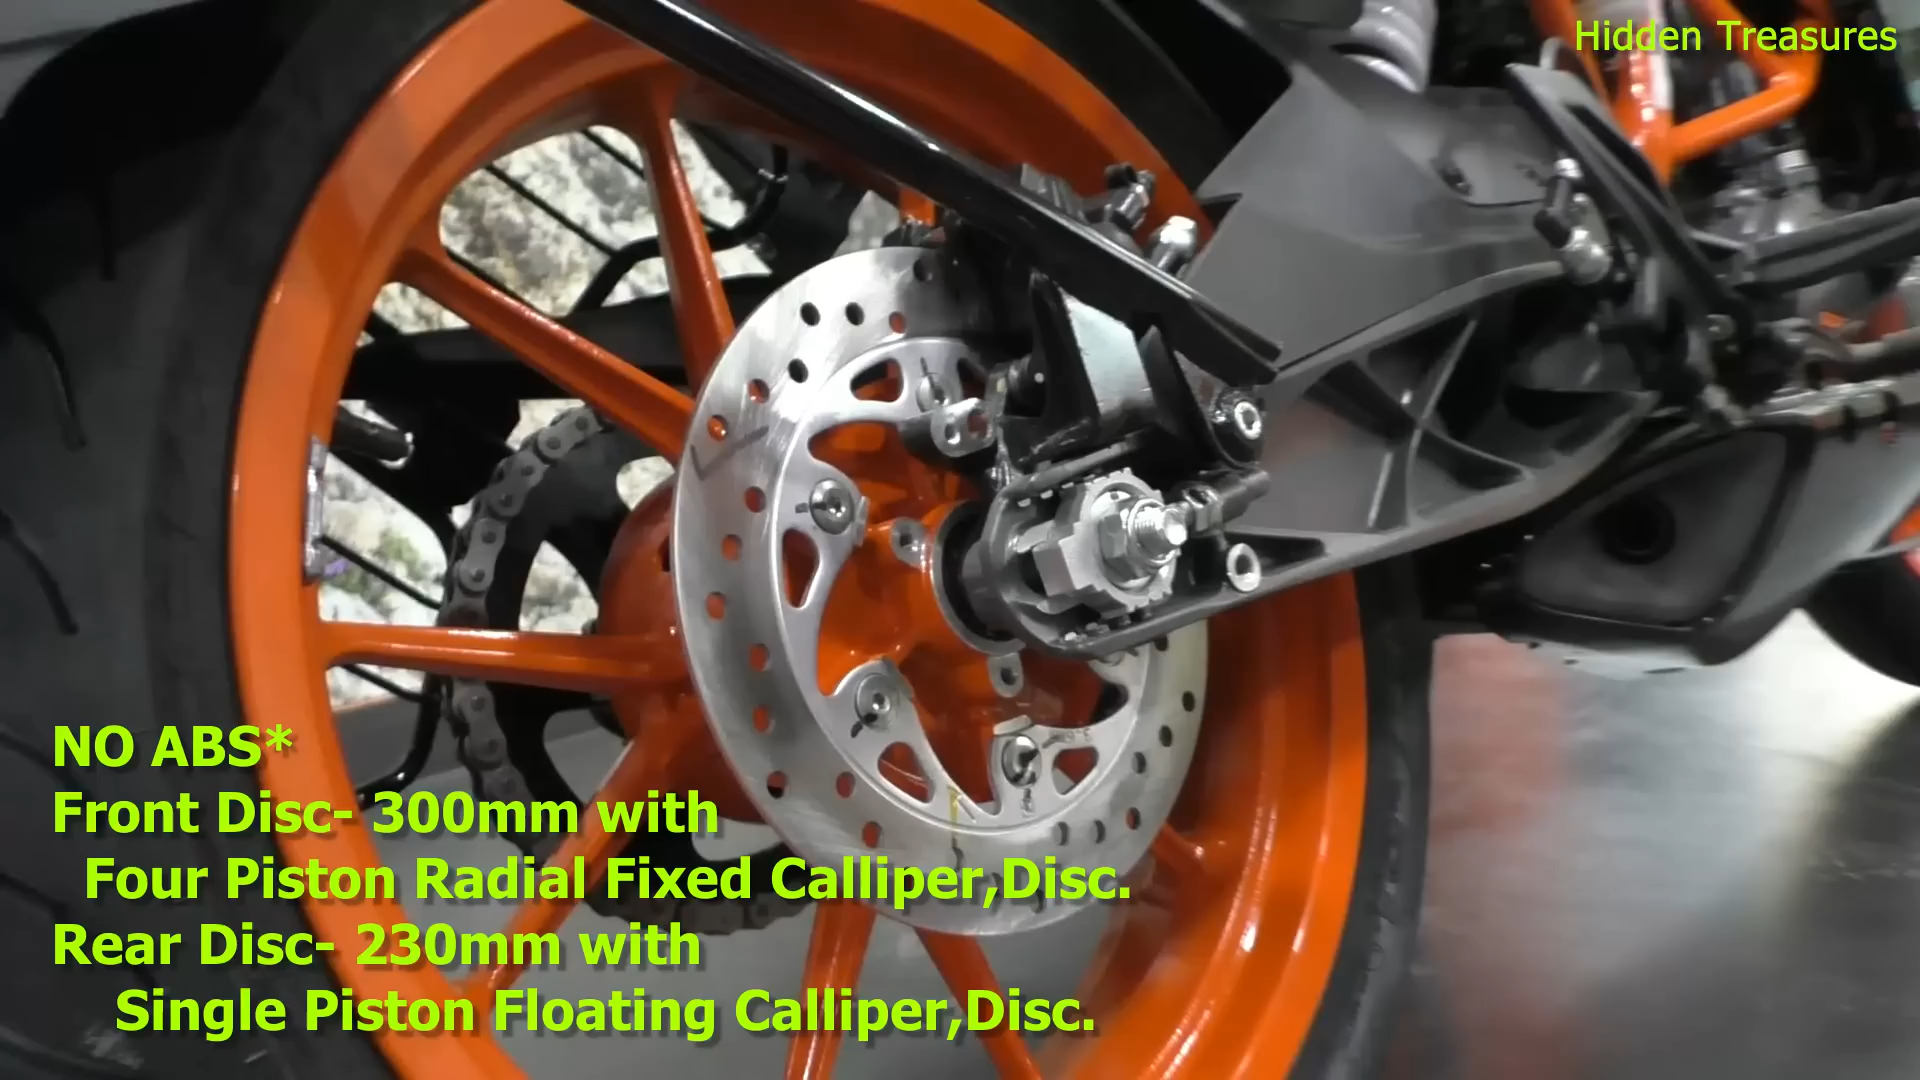 Hidden Treasures
NO ABS*
Front Disc- 300mm with
Four Piston Radial Fixed Calliper,Disc.
Rear Disc- 230mm with
Single Piston Floating Calliper,Disc.